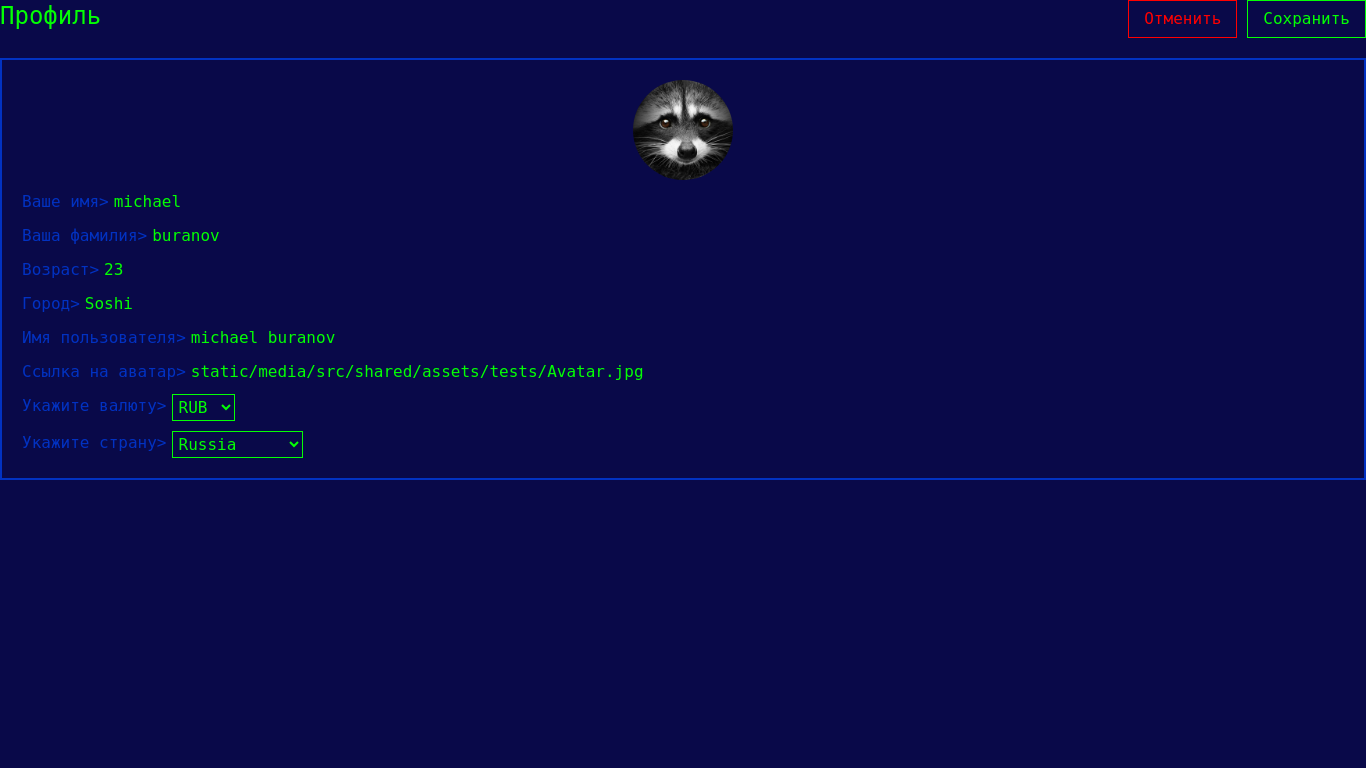 Профиль
Отменить
Сохранить
Ваше имя> michael
Ваша фамилия> buranov
Возраст> 23
Город> Soshi
Имя пользователя> michael buranov
Ссылка на аватар> static/media/src/shared/assets/tests/Avatar.jpg
Укажите валюту> RUB
Укажите страну> Russia